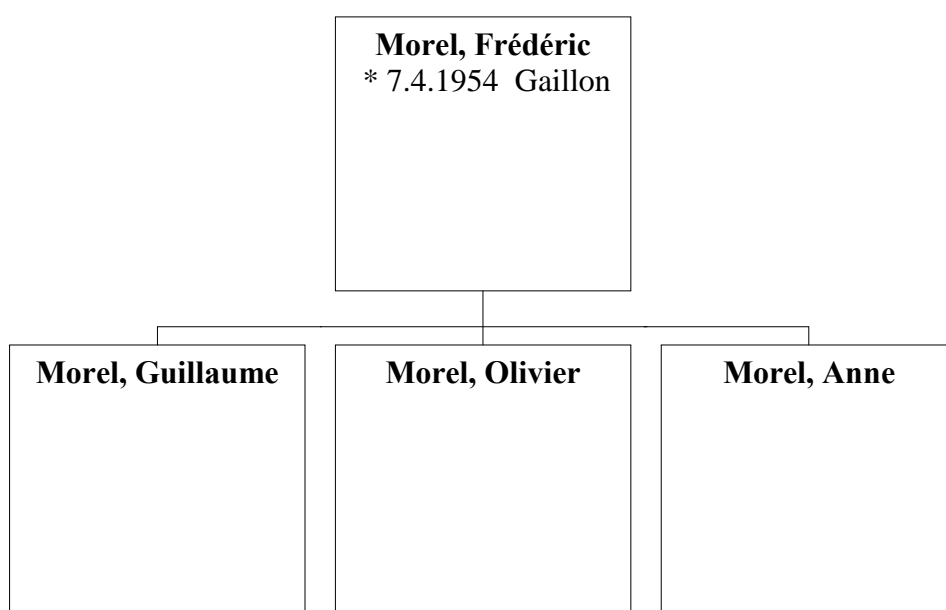 Morel, Frédéric
* 7.4.1954 Gaillon
Morel, Guillaume
Morel, Olivier
Morel, Anne